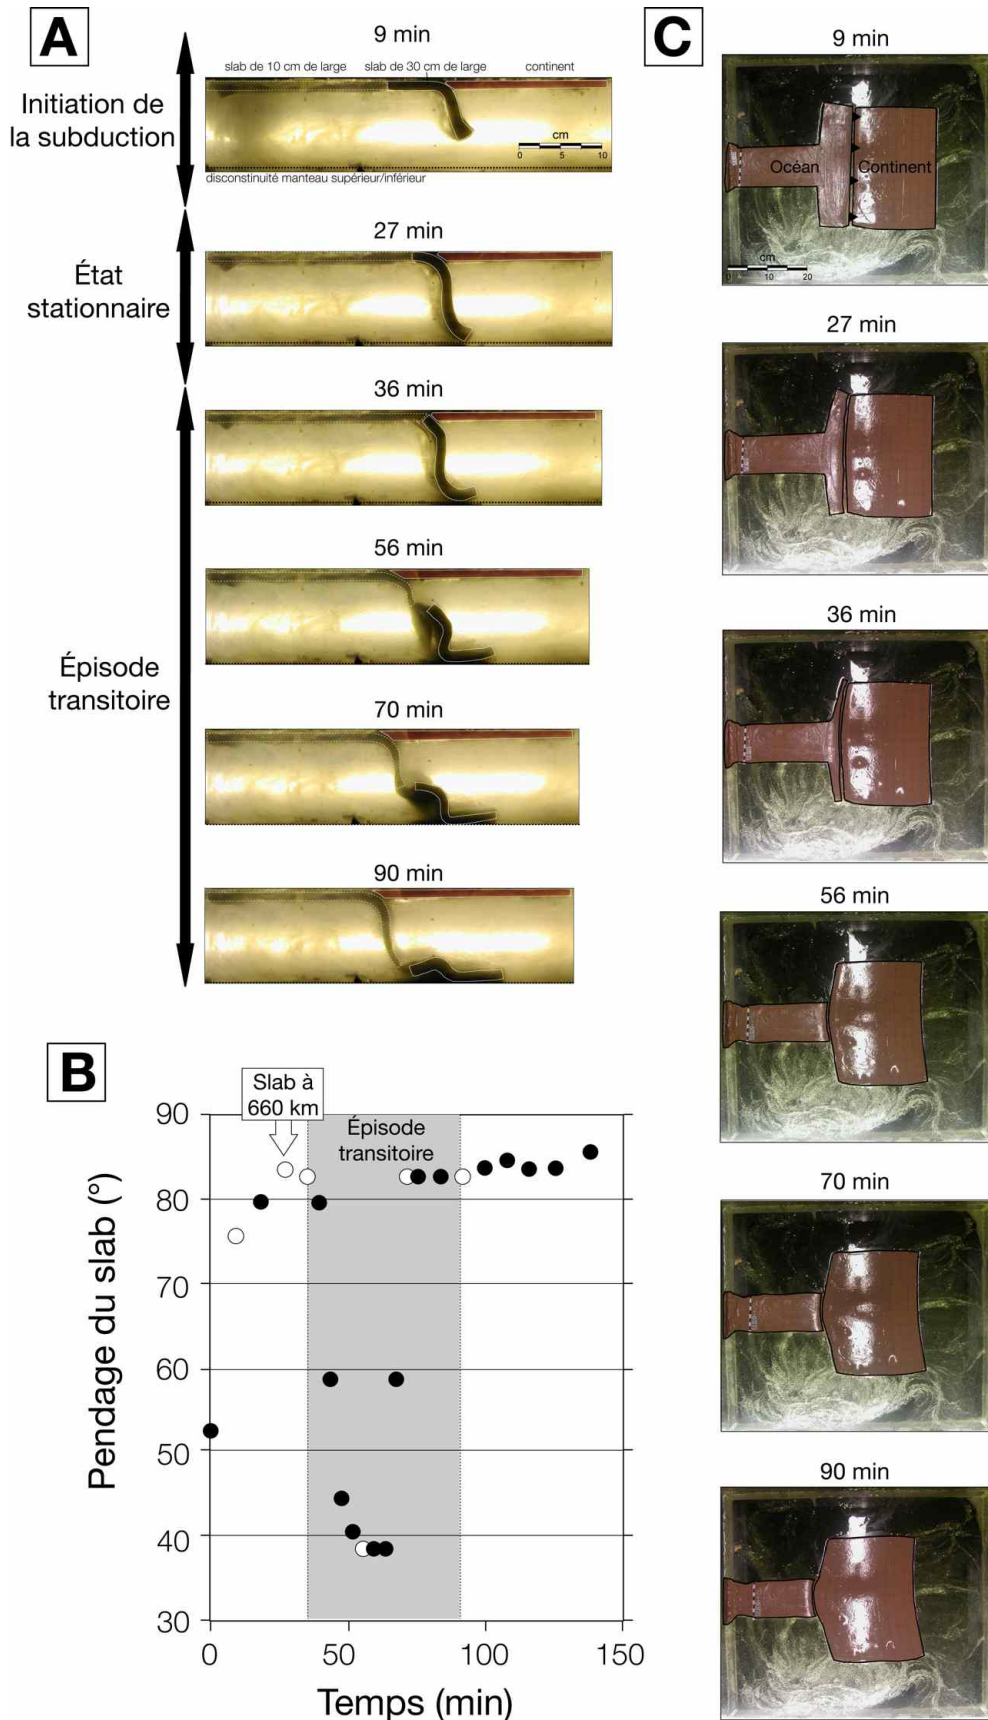 A
9 min
slab de 10 cm de large
slab de 30 cm de large
continent
Initiation de
la subduction
cm
0 5 10
disconstinuité manteau supérieur/inférieur
27 min
État
stationnaire
36 min
56 min
Épisode
transitoire
70 min
90 min
B
Slab à
660 km
Épisode
transitoire
Pendage du slab (°)
90
80
70
60
50
40
30
0 50 100 150
Temps (min)
C
9 min
Océan
Continent
cm
0 10 20
27 min
36 min
56 min
70 min
90 min